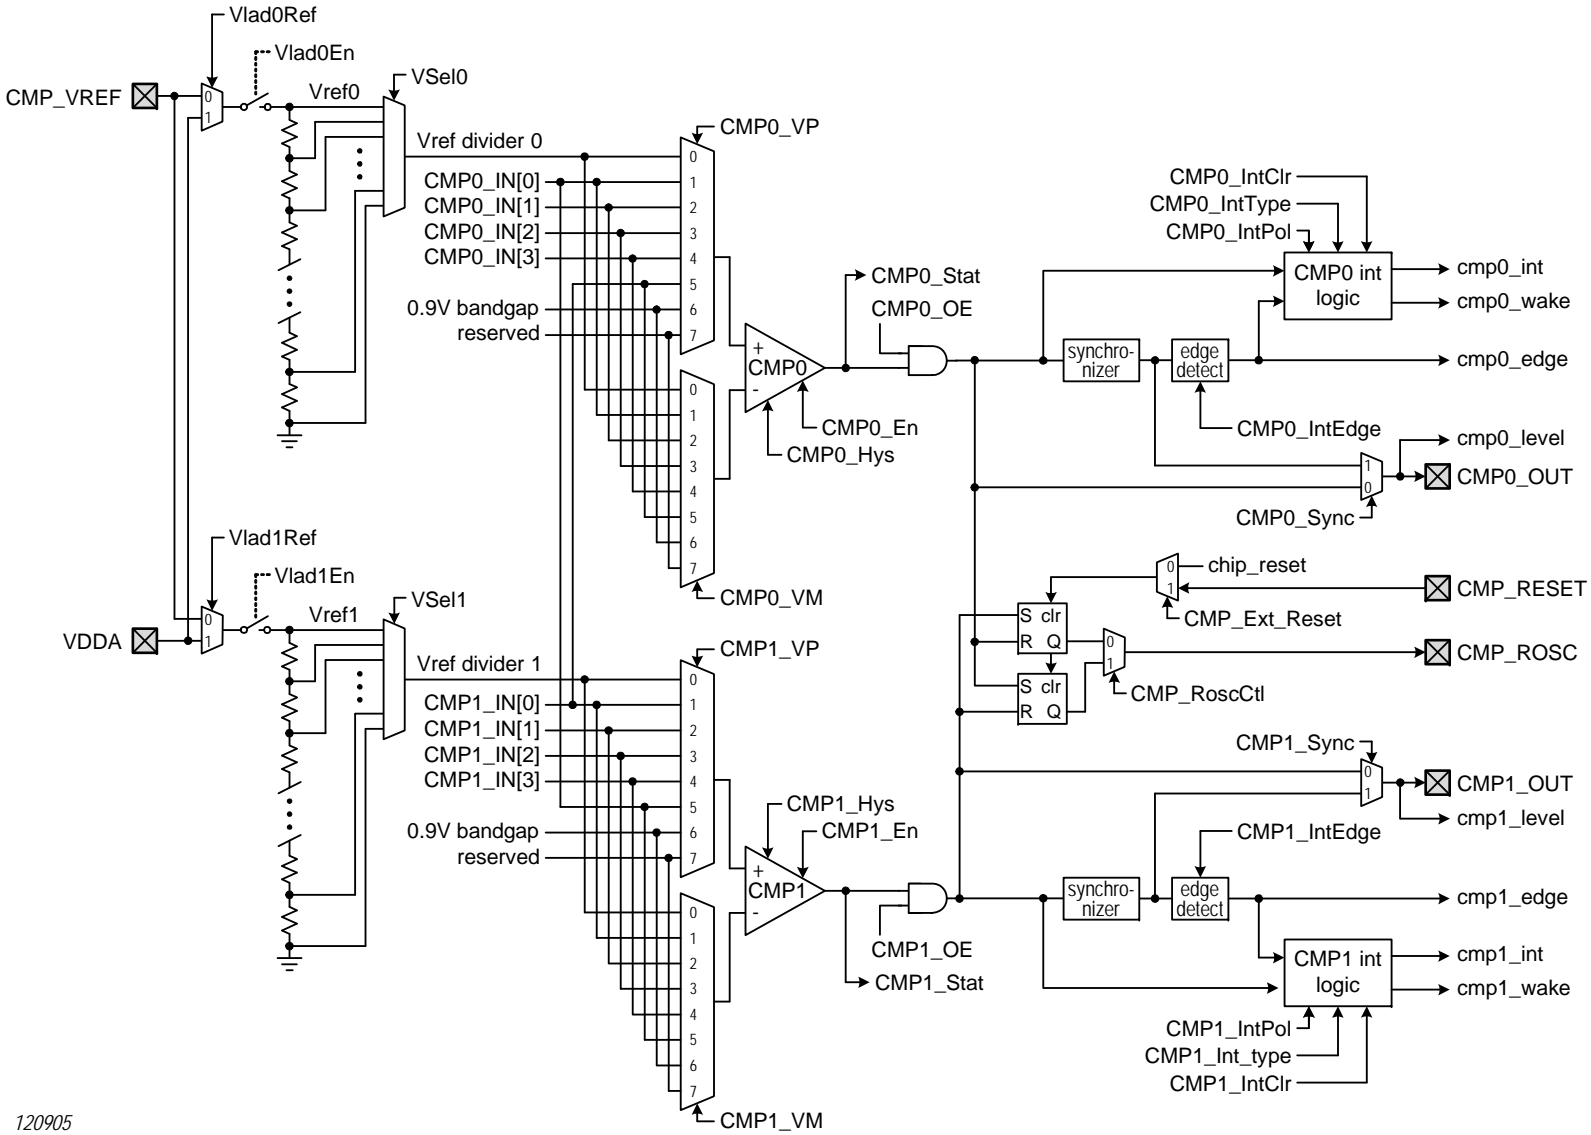 Vlad0Ref
Vlad0En
CMP_VREF
0
1
Vref0
VSel0
Vref divider 0
CMP0_VP
CMP0_IN[0]
CMP0_IN[1]
CMP0_IN[2]
CMP0_IN[3]
0.9V bandgap
reserved
0
1
2
3
4
5
6
7
0
1
2
3
4
5
6
7
CMP0_VM
+
CMP0
-
CMP0_En
CMP0_Hys
CMP0_Stat
CMP0_OE
CMP0_IntClr
CMP0_IntType
CMP0_IntPol
CMP0 int
logic
cmp0_int
cmp0_wake
synchro-
nizer
edge
detect
cmp0_edge
CMP0_IntEdge
cmp0_level
1
0
CMP0_OUT
CMP0_Sync
0
chip_reset
1
CMP_RESET
CMP_Ext_Reset
S clr
R Q
S clr
R Q
0
1
CMP_ROSC
CMP_RoscCtl
Vlad1Ref
Vlad1En
VDDA
0
1
Vref1
VSel1
Vref divider 1
CMP1_VP
CMP1_IN[0]
CMP1_IN[1]
CMP1_IN[2]
CMP1_IN[3]
0.9V bandgap
reserved
0
1
2
3
4
5
6
7
0
1
2
3
4
5
6
7
CMP1_VM
CMP1_Hys
CMP1_En
+
CMP1
-
CMP1_OE
CMP1_Stat
CMP1_Sync
0
1
CMP1_OUT
cmp1_level
CMP1_IntEdge
synchro-
nizer
edge
detect
cmp1_edge
CMP1 int
logic
cmp1_int
cmp1_wake
CMP1_IntPol
CMP1_Int_type
CMP1_IntClr
120905